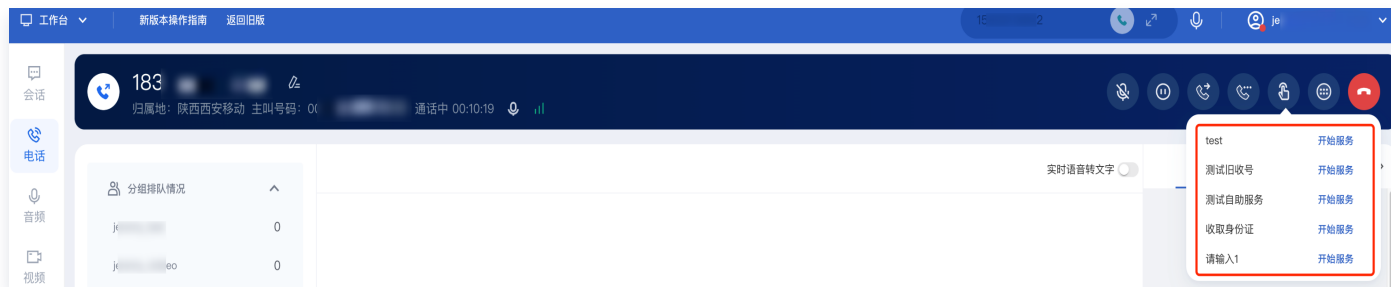 工作台 新版本操作指南 返回旧版 je
会话
183
归属地：陕西西安移动 主叫号码：0 通话中 00:10:19
电话
test 开始服务
实时语音转文字
测试旧收号 开始服务
分组排队情况
测试自助服务 开始服务
音频
收取身份证 开始服务
0
请输入1 开始服务
eo 0
视频